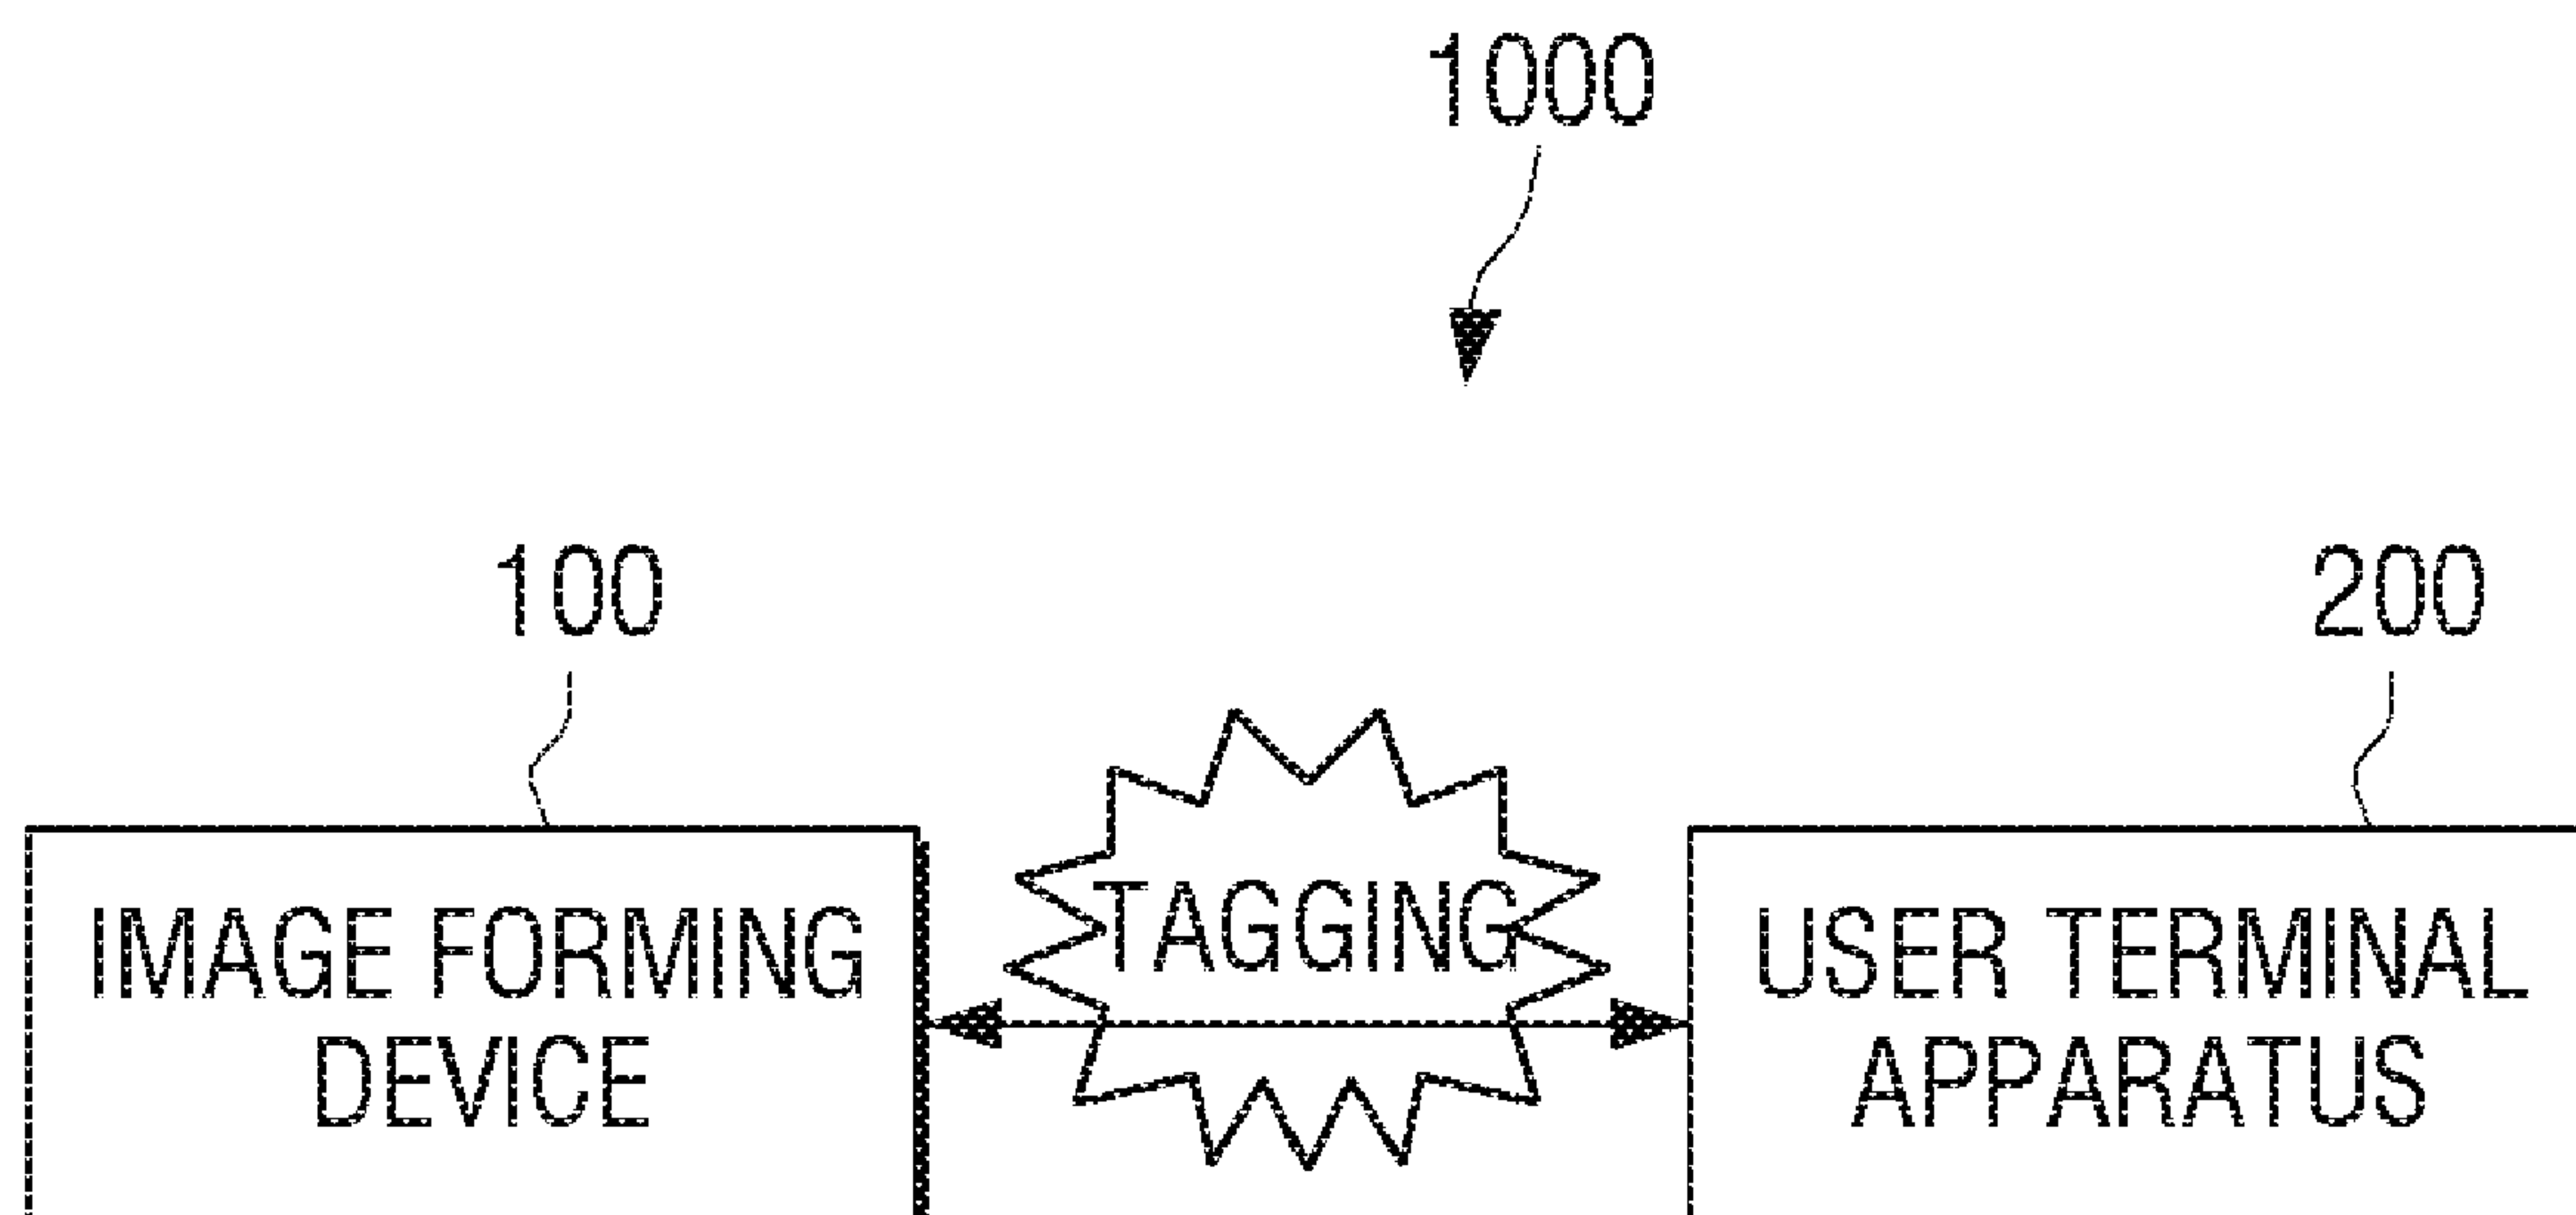 1000
100
200
IMAGE FORMING
DEVICE
TAGGING
USER TERMINAL
APPARATUS